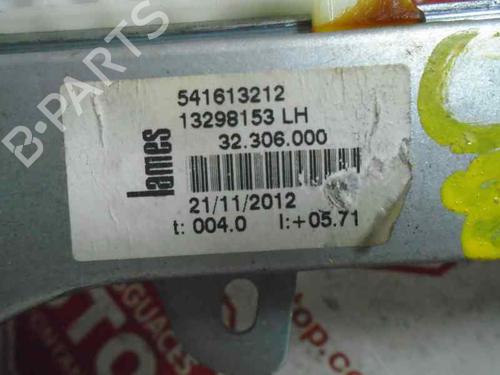 B-PARTS
541613212
13298153 LH
32.306.000
lames
21/11/2012
t: 004.0 l:+05.71